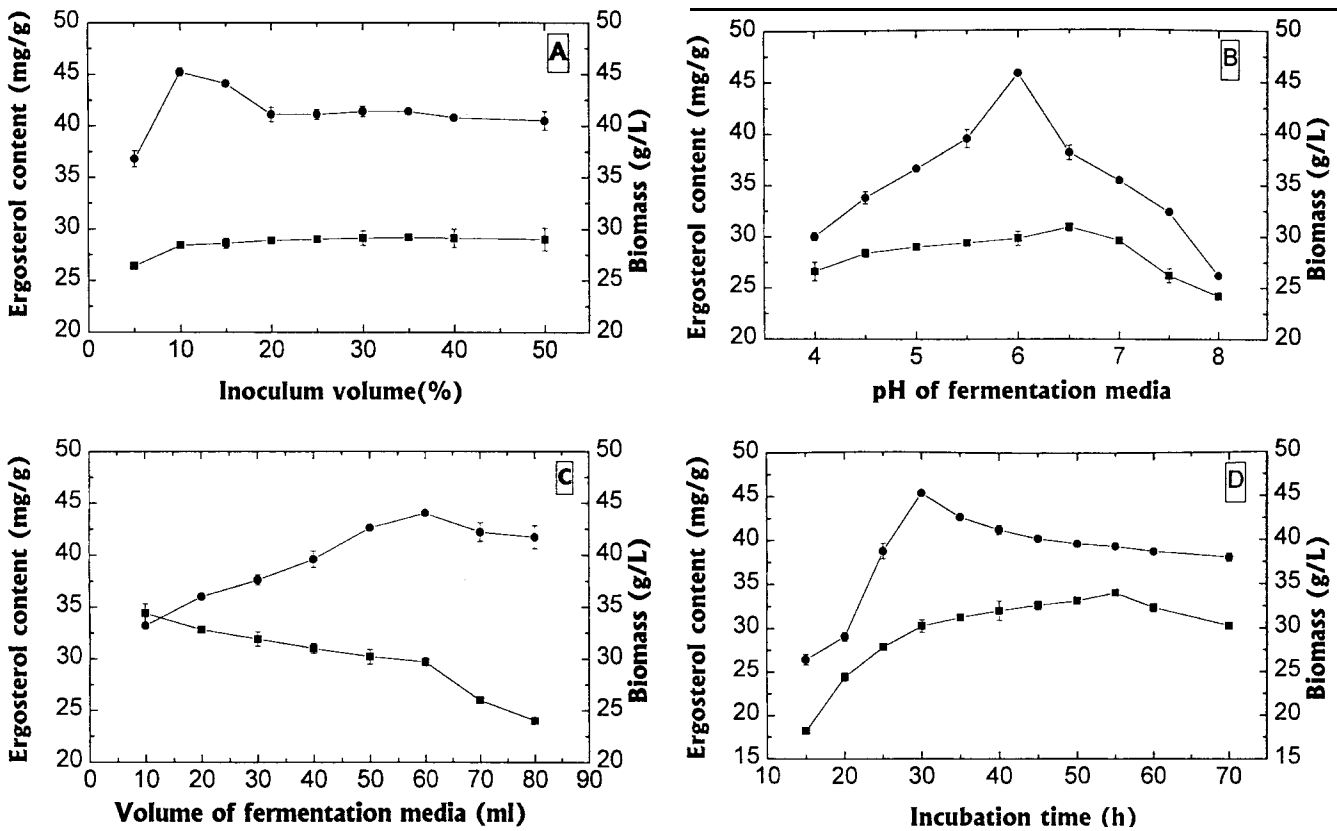 A
Ergosterol content (mg/g)
50
45
40
35
30
25
20
0 10 20 30 40 50
Inoculum volume(%)
50
45
40
35
30
25
20
Biomass (g/L)
B
Ergosterol content (mg/g)
50
45
40
35
30
25
20
4 5 6 7 8
pH of fermentation media
50
45
40
35
30
25
20
Biomass (g/L)
C
Ergosterol content (mg/g)
50
45
40
35
30
25
20
0 10 20 30 40 50 60 70 80 90
Volume of fermentation media (ml)
50
45
40
35
30
25
20
Biomass (g/L)
D
Ergosterol content (mg/g)
50
45
40
35
30
25
20
15
10 20 30 40 50 60 70
Incubation time (h)
50
45
40
35
30
25
20
15
Biomass (g/L)